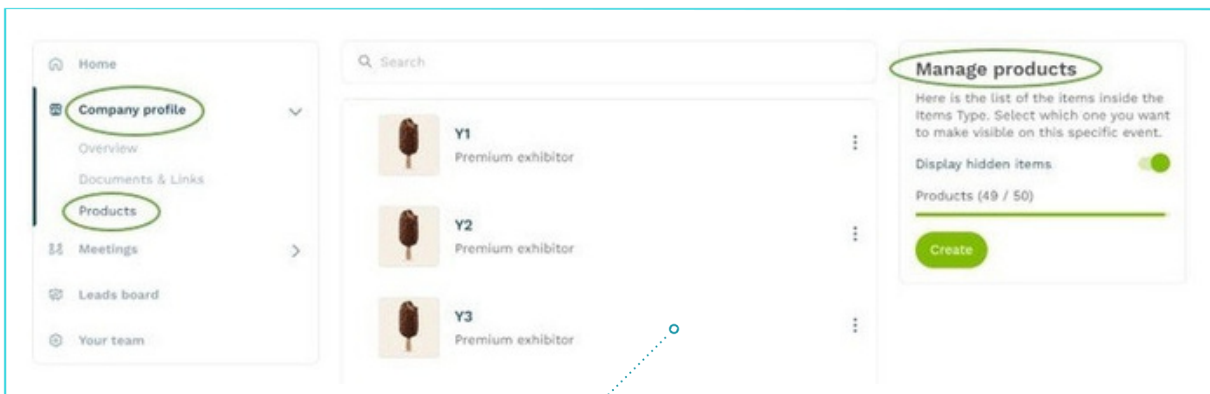 Home
Company profile
Overview
Documents & Links
Products
Meetings
Leads board
Your team
Search
Y1
Premium exhibitor
Y2
Premium exhibitor
Y3
Premium exhibitor
Manage products
Here is the list of the items inside the
Items Type. Select which one you want
to make visible on this specific event.
Display hidden items
Products (49 / 50)
Create